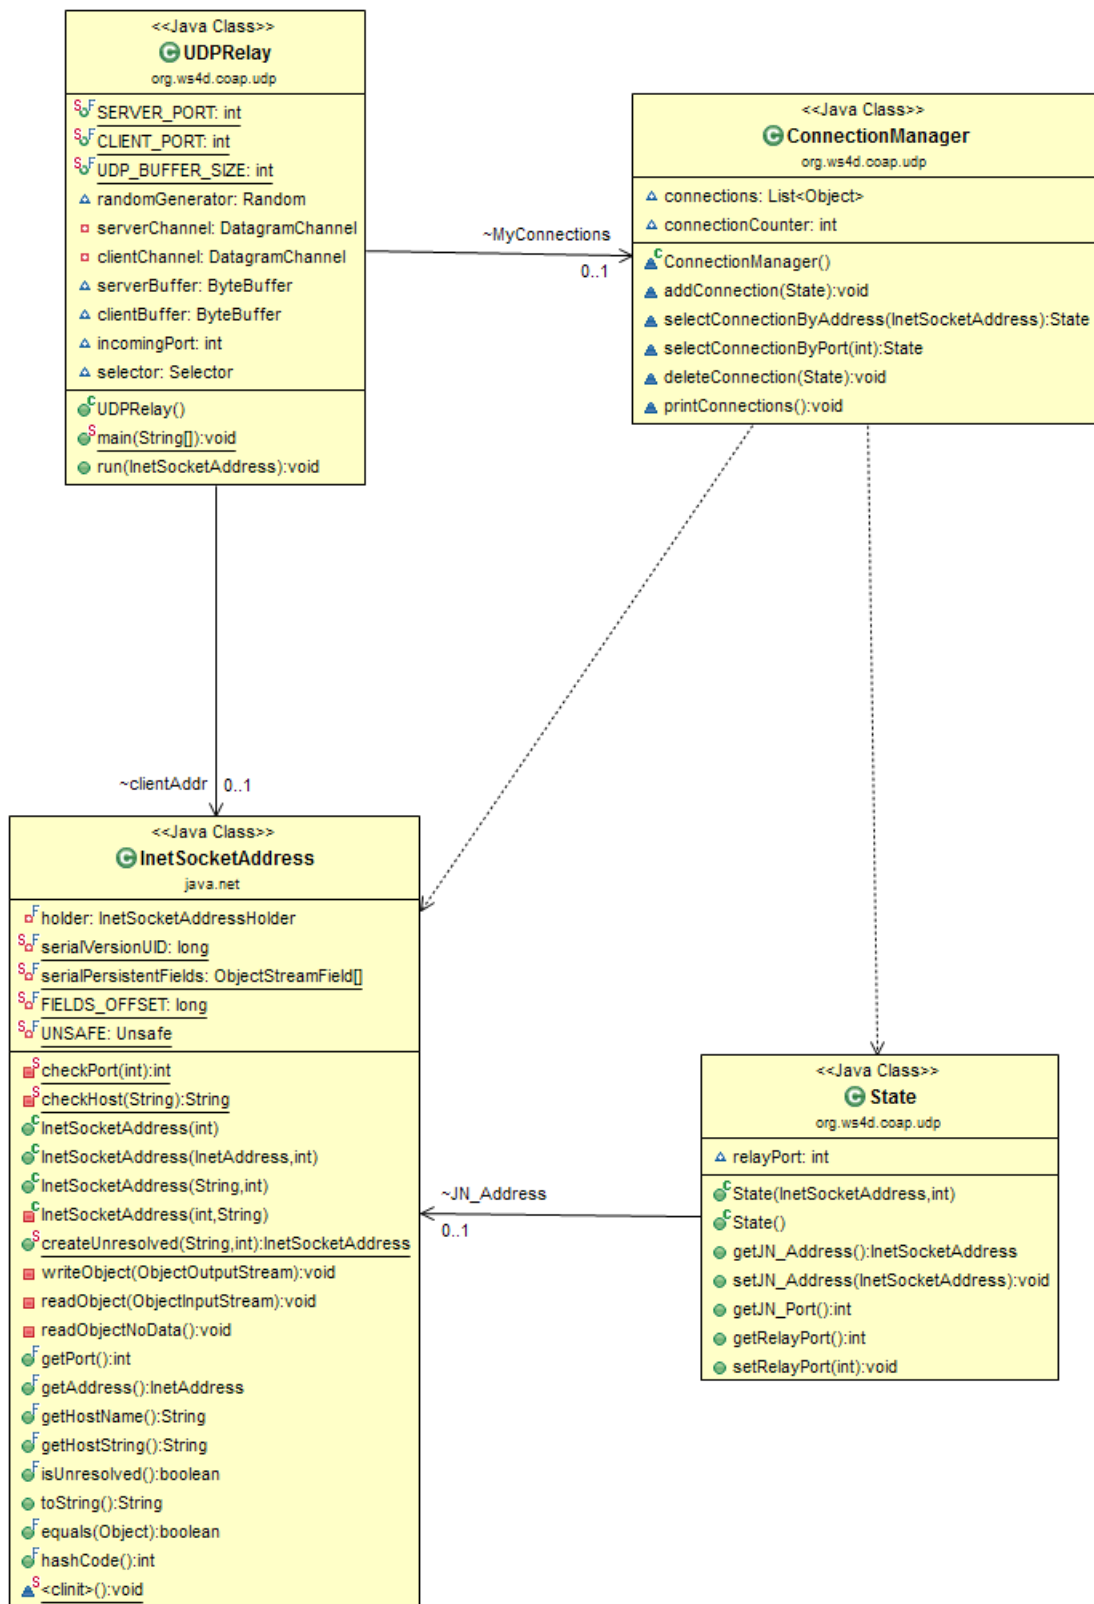 <<Java Class>>
UDPRelay
org.ws4d.coap.udp
SERVER_PORT: int
CLIENT_PORT: int
UDP_BUFFER_SIZE: int
randomGenerator: Random
serverChannel: DatagramChannel
clientChannel: DatagramChannel
serverBuffer: ByteBuffer
clientBuffer: ByteBuffer
incomingPort: int
selector: Selector
UDPRelay()
main(String[]):void
run(InetSocketAddress):void
~MyConnections
0..1
<<Java Class>>
ConnectionManager
org.ws4d.coap.udp
connections: List<Object>
connectionCounter: int
ConnectionManager()
addConnection(State):void
selectConnectionByAddress(InetSocketAddress):State
selectConnectionByPort(int):State
deleteConnection(State):void
printConnections():void
~clientAddr 0..1
<<Java Class>>
InetSocketAddress
java.net
holder: InetSocketAddressHolder
serialVersionUID: long
serialPersistentFields: ObjectStreamField[]
FIELDS_OFFSET: long
UNSAFE: Unsafe
checkPort(int):int
checkHost(String):String
InetSocketAddress(int)
InetSocketAddress(InetAddress,int)
InetSocketAddress(String,int)
InetSocketAddress(int,String)
createUnresolved(String,int):InetSocketAddress
writeObject(ObjectOutputStream):void
readObject(ObjectInputStream):void
readObjectNoData():void
getPort():int
getAddress():InetAddress
getHostName():String
getHostString():String
isUnresolved():boolean
toString():String
equals(Object):boolean
hashCode():int
<clinit>():void
~JN_Address
0..1
<<Java Class>>
State
org.ws4d.coap.udp
relayPort: int
State(InetSocketAddress,int)
State()
getJN_Address():InetSocketAddress
setJN_Address(InetSocketAddress):void
getJN_Port():int
getRelayPort():int
setRelayPort(int):void